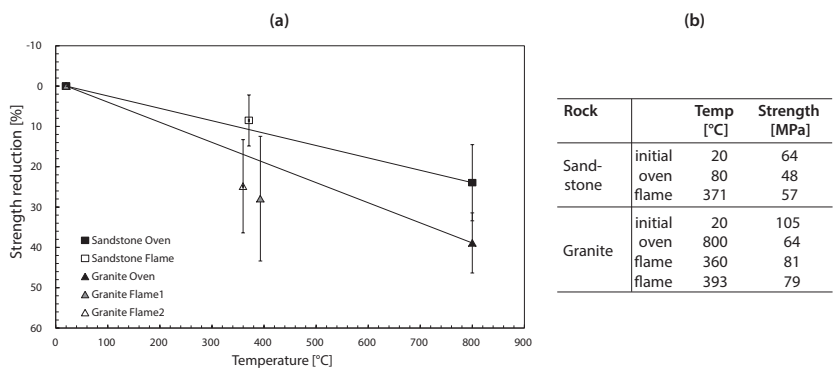 (a)
-10
0
10
20
30
40
50
60
Strength reduction [%]
Sandstone Oven
Sandstone Flame
Granite Oven
Granite Flame1
Granite Flame2
0 100 200 300 400 500 600 700 800 900
Temperature [°C]
(b)
Rock Temp Strength
[°C] [MPa]
initial 20 64
Sand-
oven 80 48
stone
flame 371 57
initial 20 105
oven 800 64
Granite
flame 360 81
flame 393 79